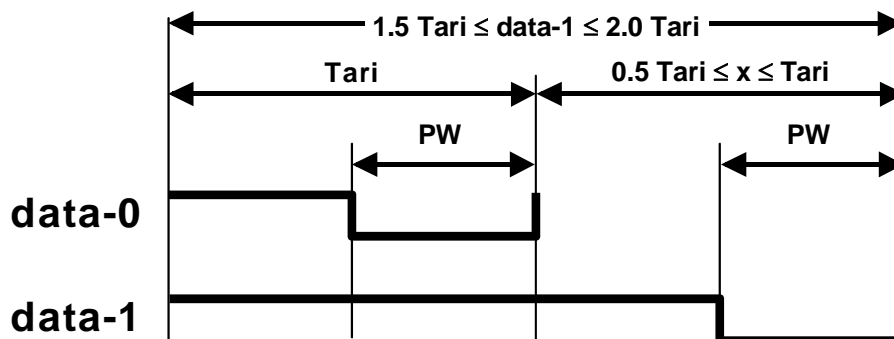 1.5 Tari ≤ data-1 ≤ 2.0 Tari
Tari 0.5 Tari ≤ x ≤ Tari
PW PW
data-0
data-1